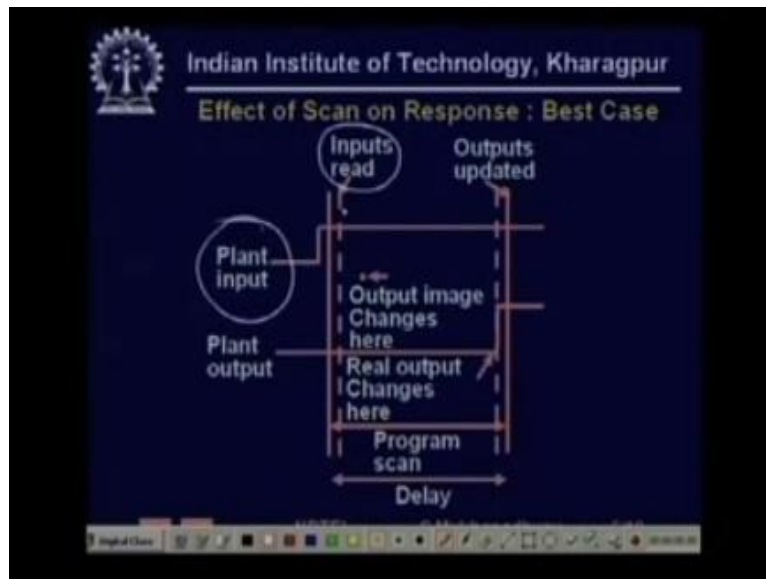 Indian Institute of Technology, Kharagpur
Effect of Scan on Response : Best Case
Inputs
read
Outputs
updated
Plant
input
Output image
Changes
here
Plant
output
Real output
Changes
here
Program
scan
Delay